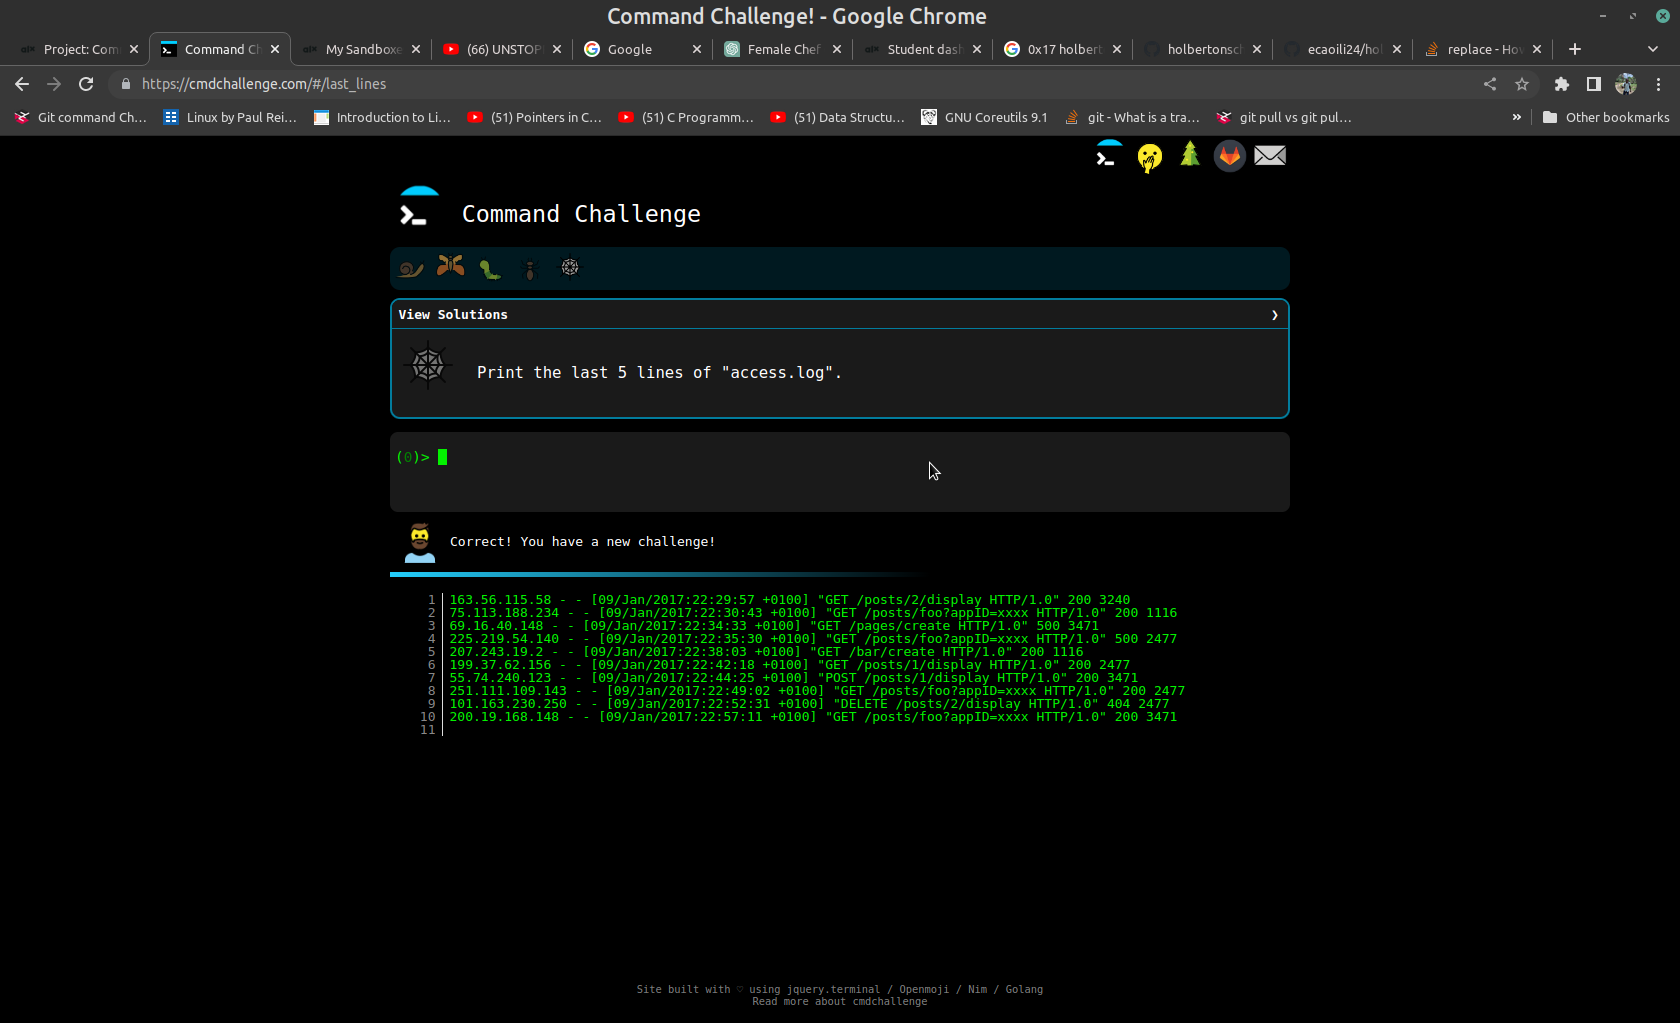 Command Challenge! - Google Chrome
Project: Com
Command Ch
My Sandboxe
(66) UNSTOP
Google
Female Chef
Student dash
0x17 holbert
holbertonsch
ecaoili24/hol
replace - How
https://cmdchallenge.com/#/last_lines
Git command Ch...
Linux by Paul Rei...
Introduction to Li...
(51) Pointers in C...
(51) C Programm...
(51) Data Structu...
GNU Coreutils 9.1
git - What is a tra...
git pull vs git pul...
»
Other bookmarks
Command Challenge
View Solutions ❯
Print the last 5 lines of "access.log".
(0)>
Correct! You have a new challenge!
1 163.56.115.58 - - [09/Jan/2017:22:29:57 +0100] "GET /posts/2/display HTTP/1.0" 200 3240
2 75.113.188.234 - - [09/Jan/2017:22:30:43 +0100] "GET /posts/foo?appID=xxxx HTTP/1.0" 200 1116
3 69.16.40.148 - - [09/Jan/2017:22:34:33 +0100] "GET /pages/create HTTP/1.0" 500 3471
4 225.219.54.140 - - [09/Jan/2017:22:35:30 +0100] "GET /posts/foo?appID=xxxx HTTP/1.0" 500 2477
5 207.243.19.2 - - [09/Jan/2017:22:38:03 +0100] "GET /bar/create HTTP/1.0" 200 1116
6 199.37.62.156 - - [09/Jan/2017:22:42:18 +0100] "GET /posts/1/display HTTP/1.0" 200 2477
7 55.74.240.123 - - [09/Jan/2017:22:44:25 +0100] "POST /posts/1/display HTTP/1.0" 200 3471
8 251.111.109.143 - - [09/Jan/2017:22:49:02 +0100] "GET /posts/foo?appID=xxxx HTTP/1.0" 200 2477
9 101.163.230.250 - - [09/Jan/2017:22:52:31 +0100] "DELETE /posts/2/display HTTP/1.0" 404 2477
10 200.19.168.148 - - [09/Jan/2017:22:57:11 +0100] "GET /posts/foo?appID=xxxx HTTP/1.0" 200 3471
11
Site built with ♡ using jquery.terminal / Openmoji / Nim / Golang
Read more about cmdchallenge